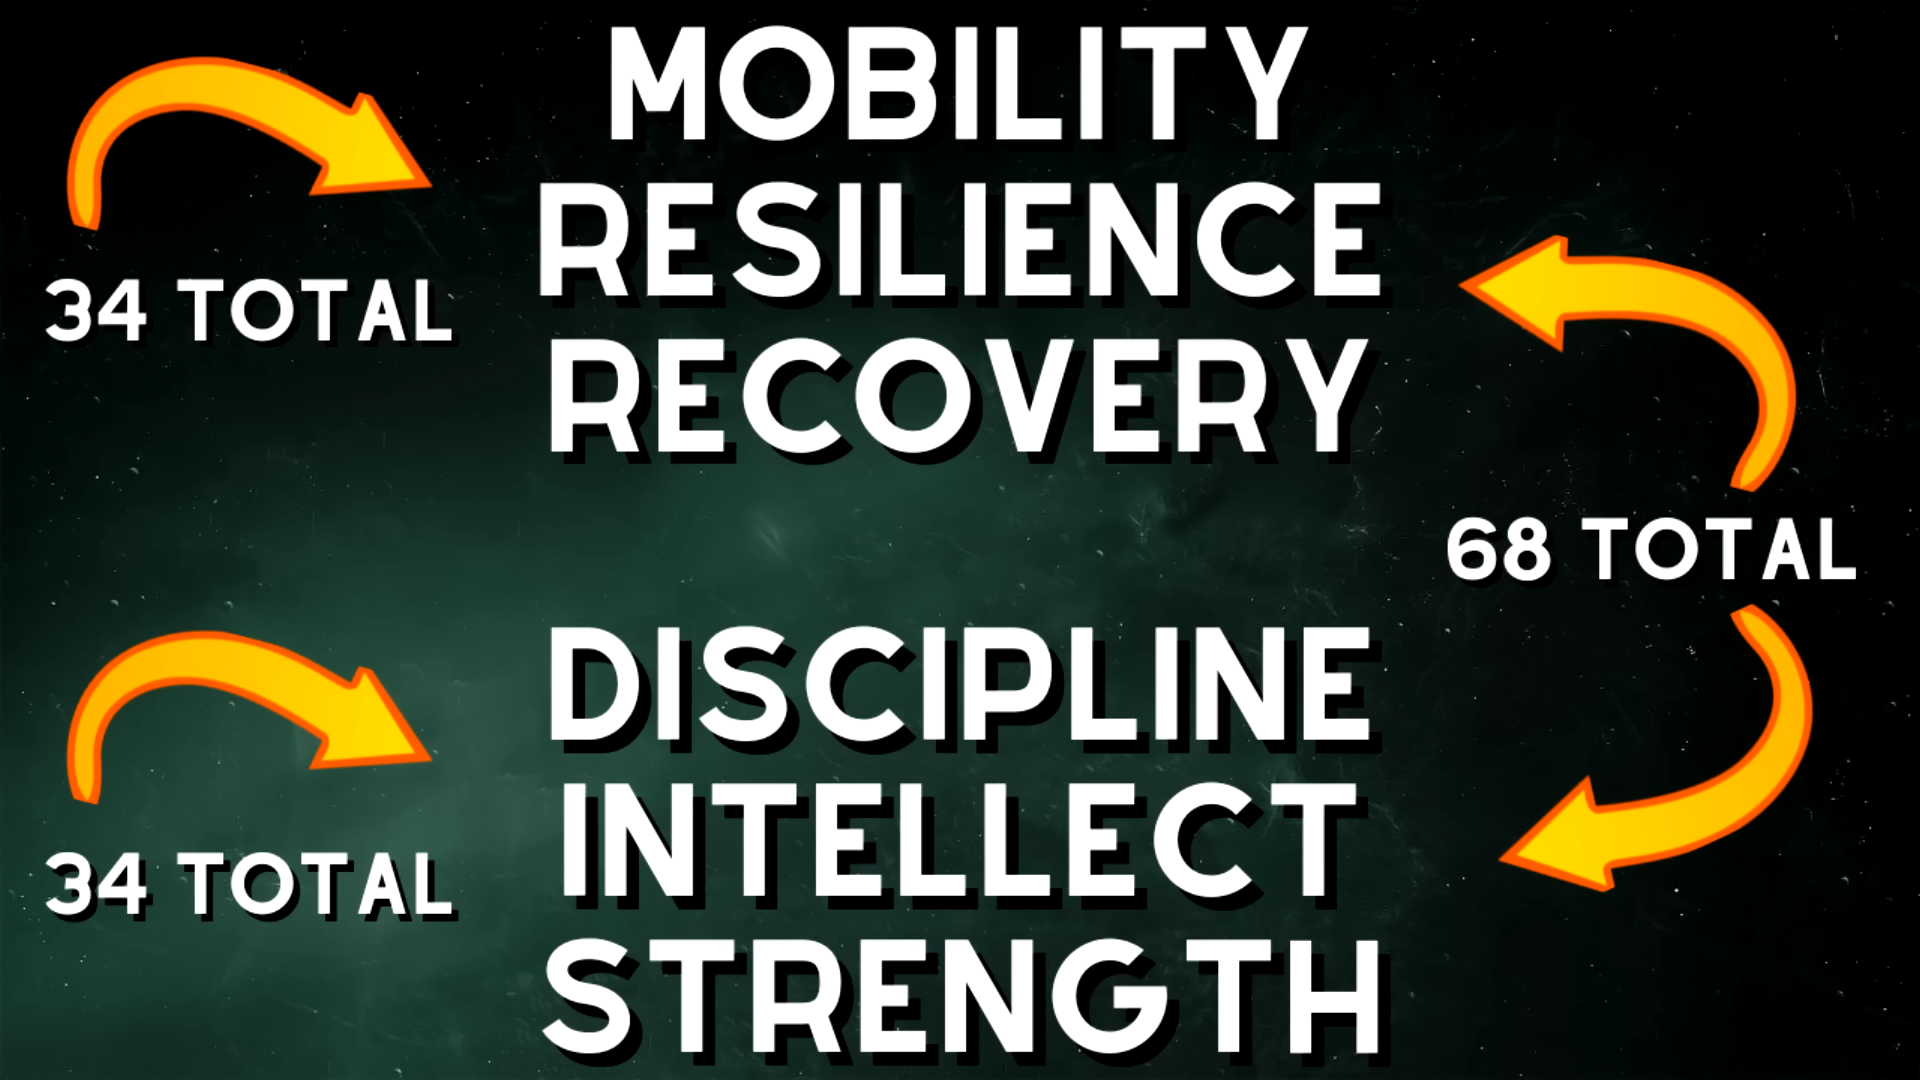 MOBILITY
RESILIENCE
RECOVERY
34 TOTAL
68 TOTAL
DISCIPLINE
INTELLECT
STRENGTH
34 TOTAL